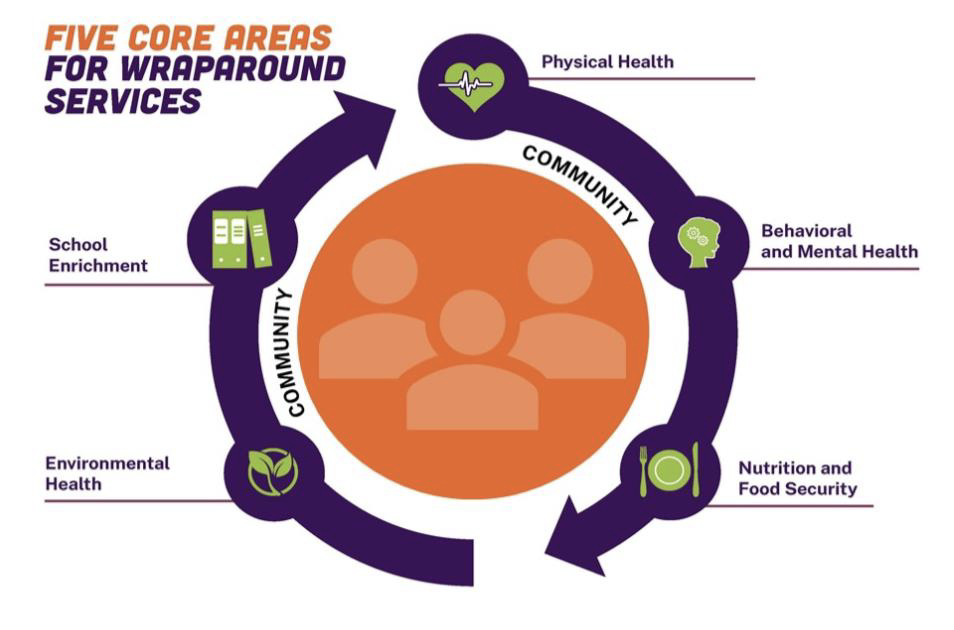 FIVE CORE AREAS
FOR WRAPAROUND
SERVICES
Physical Health
COMMUNITY
Behavioral
and Mental Health
School
Enrichment
COMMUNITY
Environmental
Health
Nutrition and
Food Security